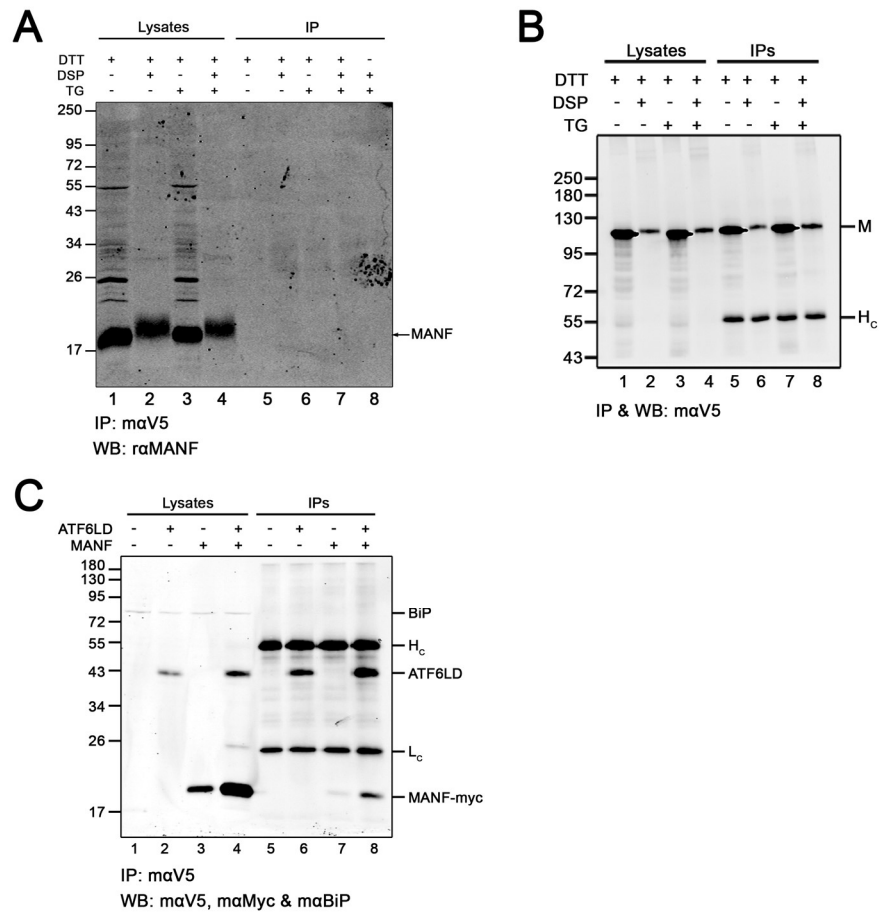 A
Lysates IP
DTT + + + + + + + + -
DSP - + - + - + - + +
TG - - + + - - + + +
250
95
72
55
43
34
26
17
MANF
1 2 3 4 5 6 7 8
IP: mαV5
WB: rαMANF
B
Lysates IPs
DTT + + + + + + + +
DSP - + - + - + - +
TG - - + + - - + +
250
180
130
95
72
55
43
M
HC
1 2 3 4 5 6 7 8
IP & WB: mαV5
C
Lysates IPs
ATF6LD - + - + - + - +
MANF - - + + - - + +
180
130
95
72
55
43
34
26
17
BiP
HC
ATF6LD
LC
MANF-myc
1 2 3 4 5 6 7 8
IP: mαV5
WB: mαV5, mαMyc & mαBiP